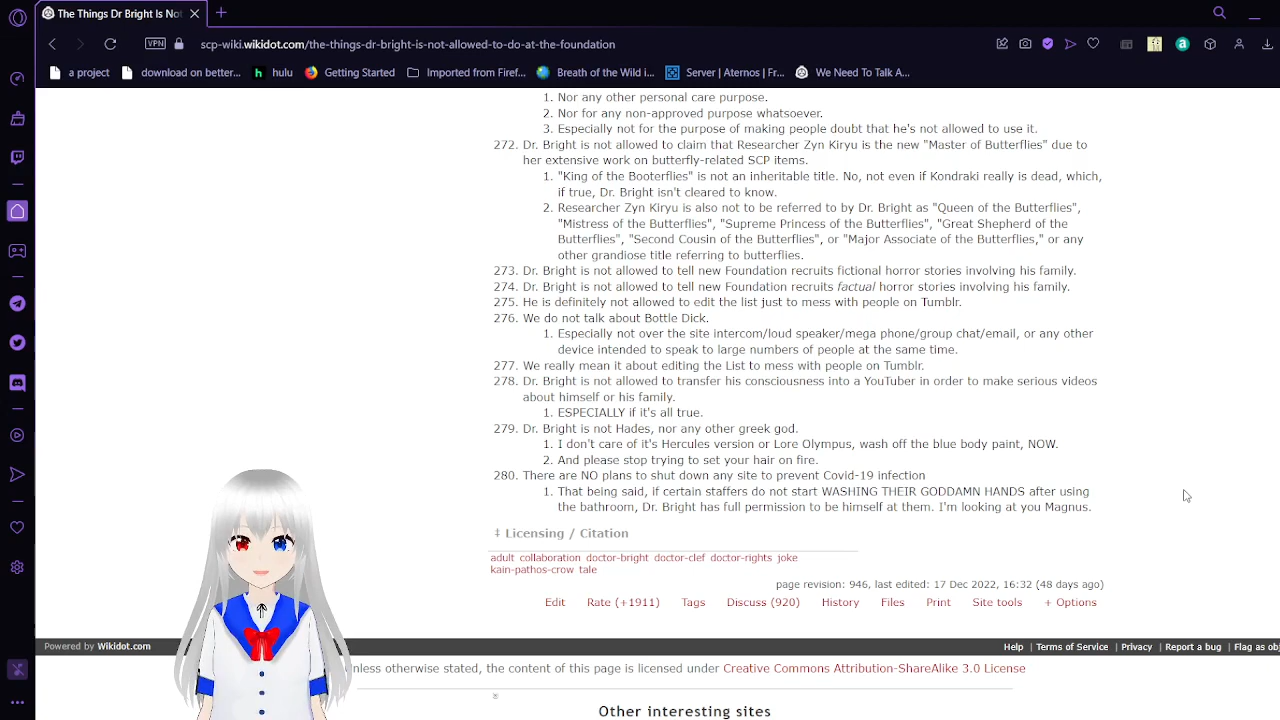 The Things Dr Bright Is Not
VPN
scp-wiki.wikidot.com/the-things-dr-bright-is-not-allowed-to-do-at-the-foundation
a project download on better... hulu Getting Started Imported from Firef... Breath of the Wild i... Server | Aternos | Fr... We Need To Talk A...
1. Nor any other personal care purpose.
2. Nor for any non-approved purpose whatsoever.
3. Especially not for the purpose of making people doubt that he's not allowed to use it.
272. Dr. Bright is not allowed to claim that Researcher Zyn Kiryu is the new "Master of Butterflies" due to
her extensive work on butterfly-related SCP items.
1. "King of the Booterflies" is not an inheritable title. No, not even if Kondraki really is dead, which,
if true, Dr. Bright isn't cleared to know.
2. Researcher Zyn Kiryu is also not to be referred to by Dr. Bright as "Queen of the Butterflies",
"Mistress of the Butterflies", "Supreme Princess of the Butterflies", "Great Shepherd of the
Butterflies", "Second Cousin of the Butterflies", or "Major Associate of the Butterflies," or any
other grandiose title referring to butterflies.
273. Dr. Bright is not allowed to tell new Foundation recruits fictional horror stories involving his family.
274. Dr. Bright is not allowed to tell new Foundation recruits factual horror stories involving his family.
275. He is definitely not allowed to edit the list just to mess with people on Tumblr.
276. We do not talk about Bottle Dick.
1. Especially not over the site intercom/loud speaker/mega phone/group chat/email, or any other
device intended to speak to large numbers of people at the same time.
277. We really mean it about editing the List to mess with people on Tumblr.
278. Dr. Bright is not allowed to transfer his consciousness into a YouTuber in order to make serious videos
about himself or his family.
1. ESPECIALLY if it's all true.
279. Dr. Bright is not Hades, nor any other greek god.
1. I don't care of it's Hercules version or Lore Olympus, wash off the blue body paint, NOW.
2. And please stop trying to set your hair on fire.
280. There are NO plans to shut down any site to prevent Covid-19 infection
1. That being said, if certain staffers do not start WASHING THEIR GODDAMN HANDS after using
the bathroom, Dr. Bright has full permission to be himself at them. I'm looking at you Magnus.
‡ Licensing / Citation
adult collaboration doctor-bright doctor-clef doctor-rights joke
kain-pathos-crow tale
page revision: 946, last edited: 17 Dec 2022, 16:32 (48 days ago)
Edit Rate (+1911) Tags Discuss (920) History Files Print Site tools + Options
Powered by Wikidot.com Help | Terms of Service | Privacy | Report a bug | Flag as obj
nless otherwise stated, the content of this page is licensed under Creative Commons Attribution-ShareAlike 3.0 License
Other interesting sites